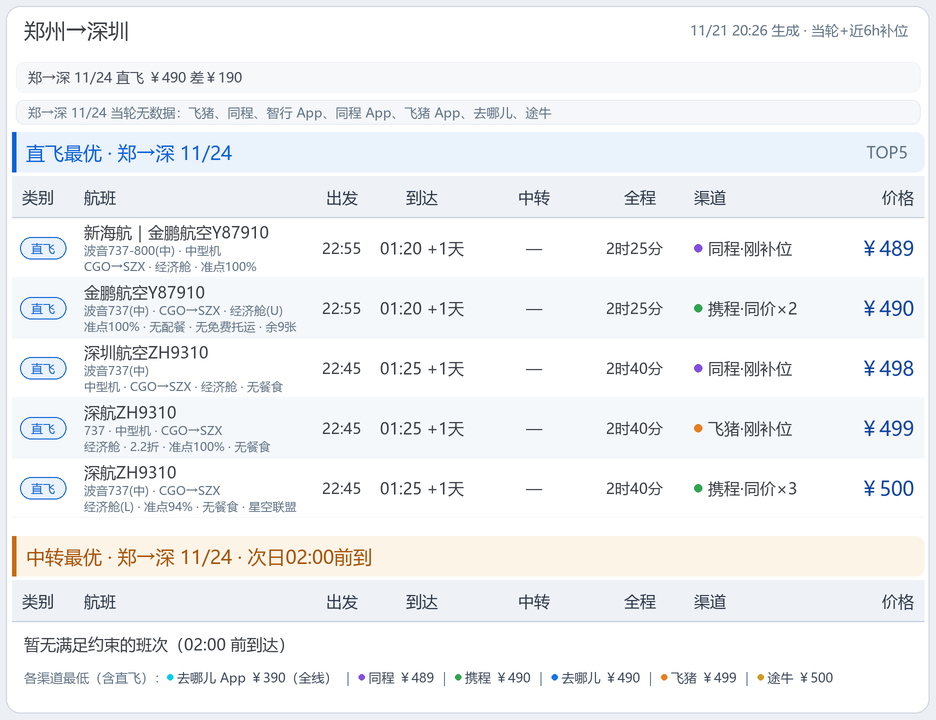 郑州→深圳
11/21 20:26 生成 · 当轮+近6h补位
郑→深 11/24 直飞 ¥490 差¥190
郑→深 11/24 当轮无数据：飞猪、同程、智行 App、同程 App、飞猪 App、去哪儿、途牛
直飞最优 · 郑→深 11/24 TOP5
类别 航班 出发 到达 中转 全程 渠道 价格
新海航｜金鹏航空Y87910
波音737-800(中) · 中型机
CGO→SZX · 经济舱 · 准点100%
直飞 22:55 01:20 +1天 — 2时25分 同程·刚补位 ¥489
金鹏航空Y87910
波音737(中) · CGO→SZX · 经济舱(U)
准点100% · 无配餐 · 无免费托运 · 余9张
直飞 22:55 01:20 +1天 — 2时25分 携程·同价×2 ¥490
深圳航空ZH9310
波音737(中)
中型机 · CGO→SZX · 经济舱 · 无餐食
直飞 22:45 01:25 +1天 — 2时40分 同程·刚补位 ¥498
深航ZH9310
737 · 中型机 · CGO→SZX
经济舱 · 2.2折 · 准点100% · 无餐食
直飞 22:45 01:25 +1天 — 2时40分 飞猪·刚补位 ¥499
深航ZH9310
波音737(中) · CGO→SZX
经济舱(L) · 准点94% · 无餐食 · 星空联盟
直飞 22:45 01:25 +1天 — 2时40分 携程·同价×3 ¥500
中转最优 · 郑→深 11/24 · 次日02:00前到
类别 航班 出发 到达 中转 全程 渠道 价格
暂无满足约束的班次（02:00 前到达）
各渠道最低（含直飞）: 去哪儿 App ¥390（全线） | 同程 ¥489 | 携程 ¥490 | 去哪儿 ¥490 | 飞猪 ¥499 | 途牛 ¥500